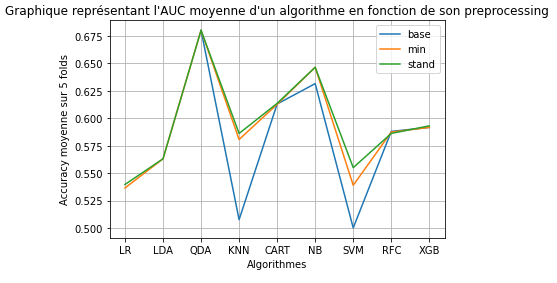 Graphique représentant l'AUC moyenne d'un algorithme en fonction de son preprocessing
base
min
stand
Accuracy moyenne sur 5 folds
0.675
0.650
0.625
0.600
0.575
0.550
0.525
0.500
LR LDA QDA KNN CART NB SVM RFC XGB
Algorithmes